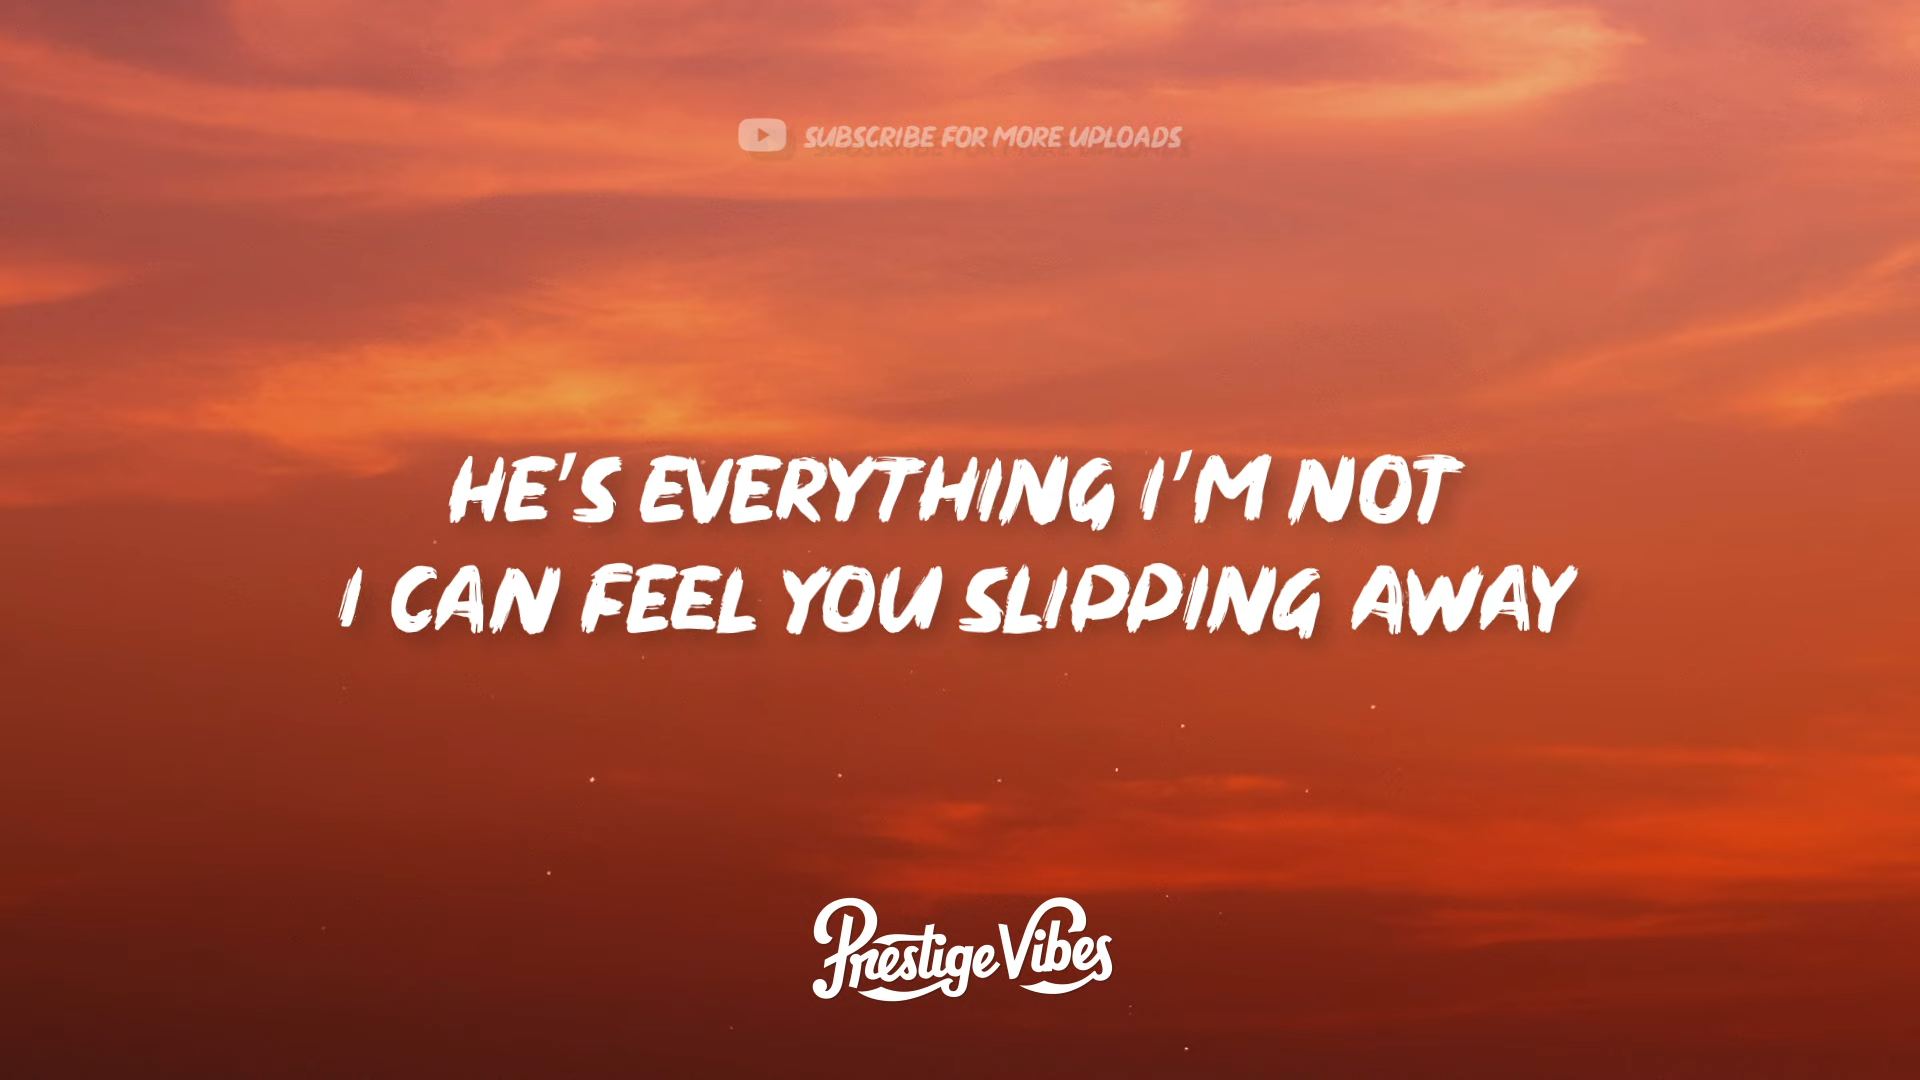 SUBSCRIBE FOR MORE UPLOADS
HE'S EVERYTHING I'M NOT
I CAN FEEL YOU SLIPPING AWAY
Prestige Vibes